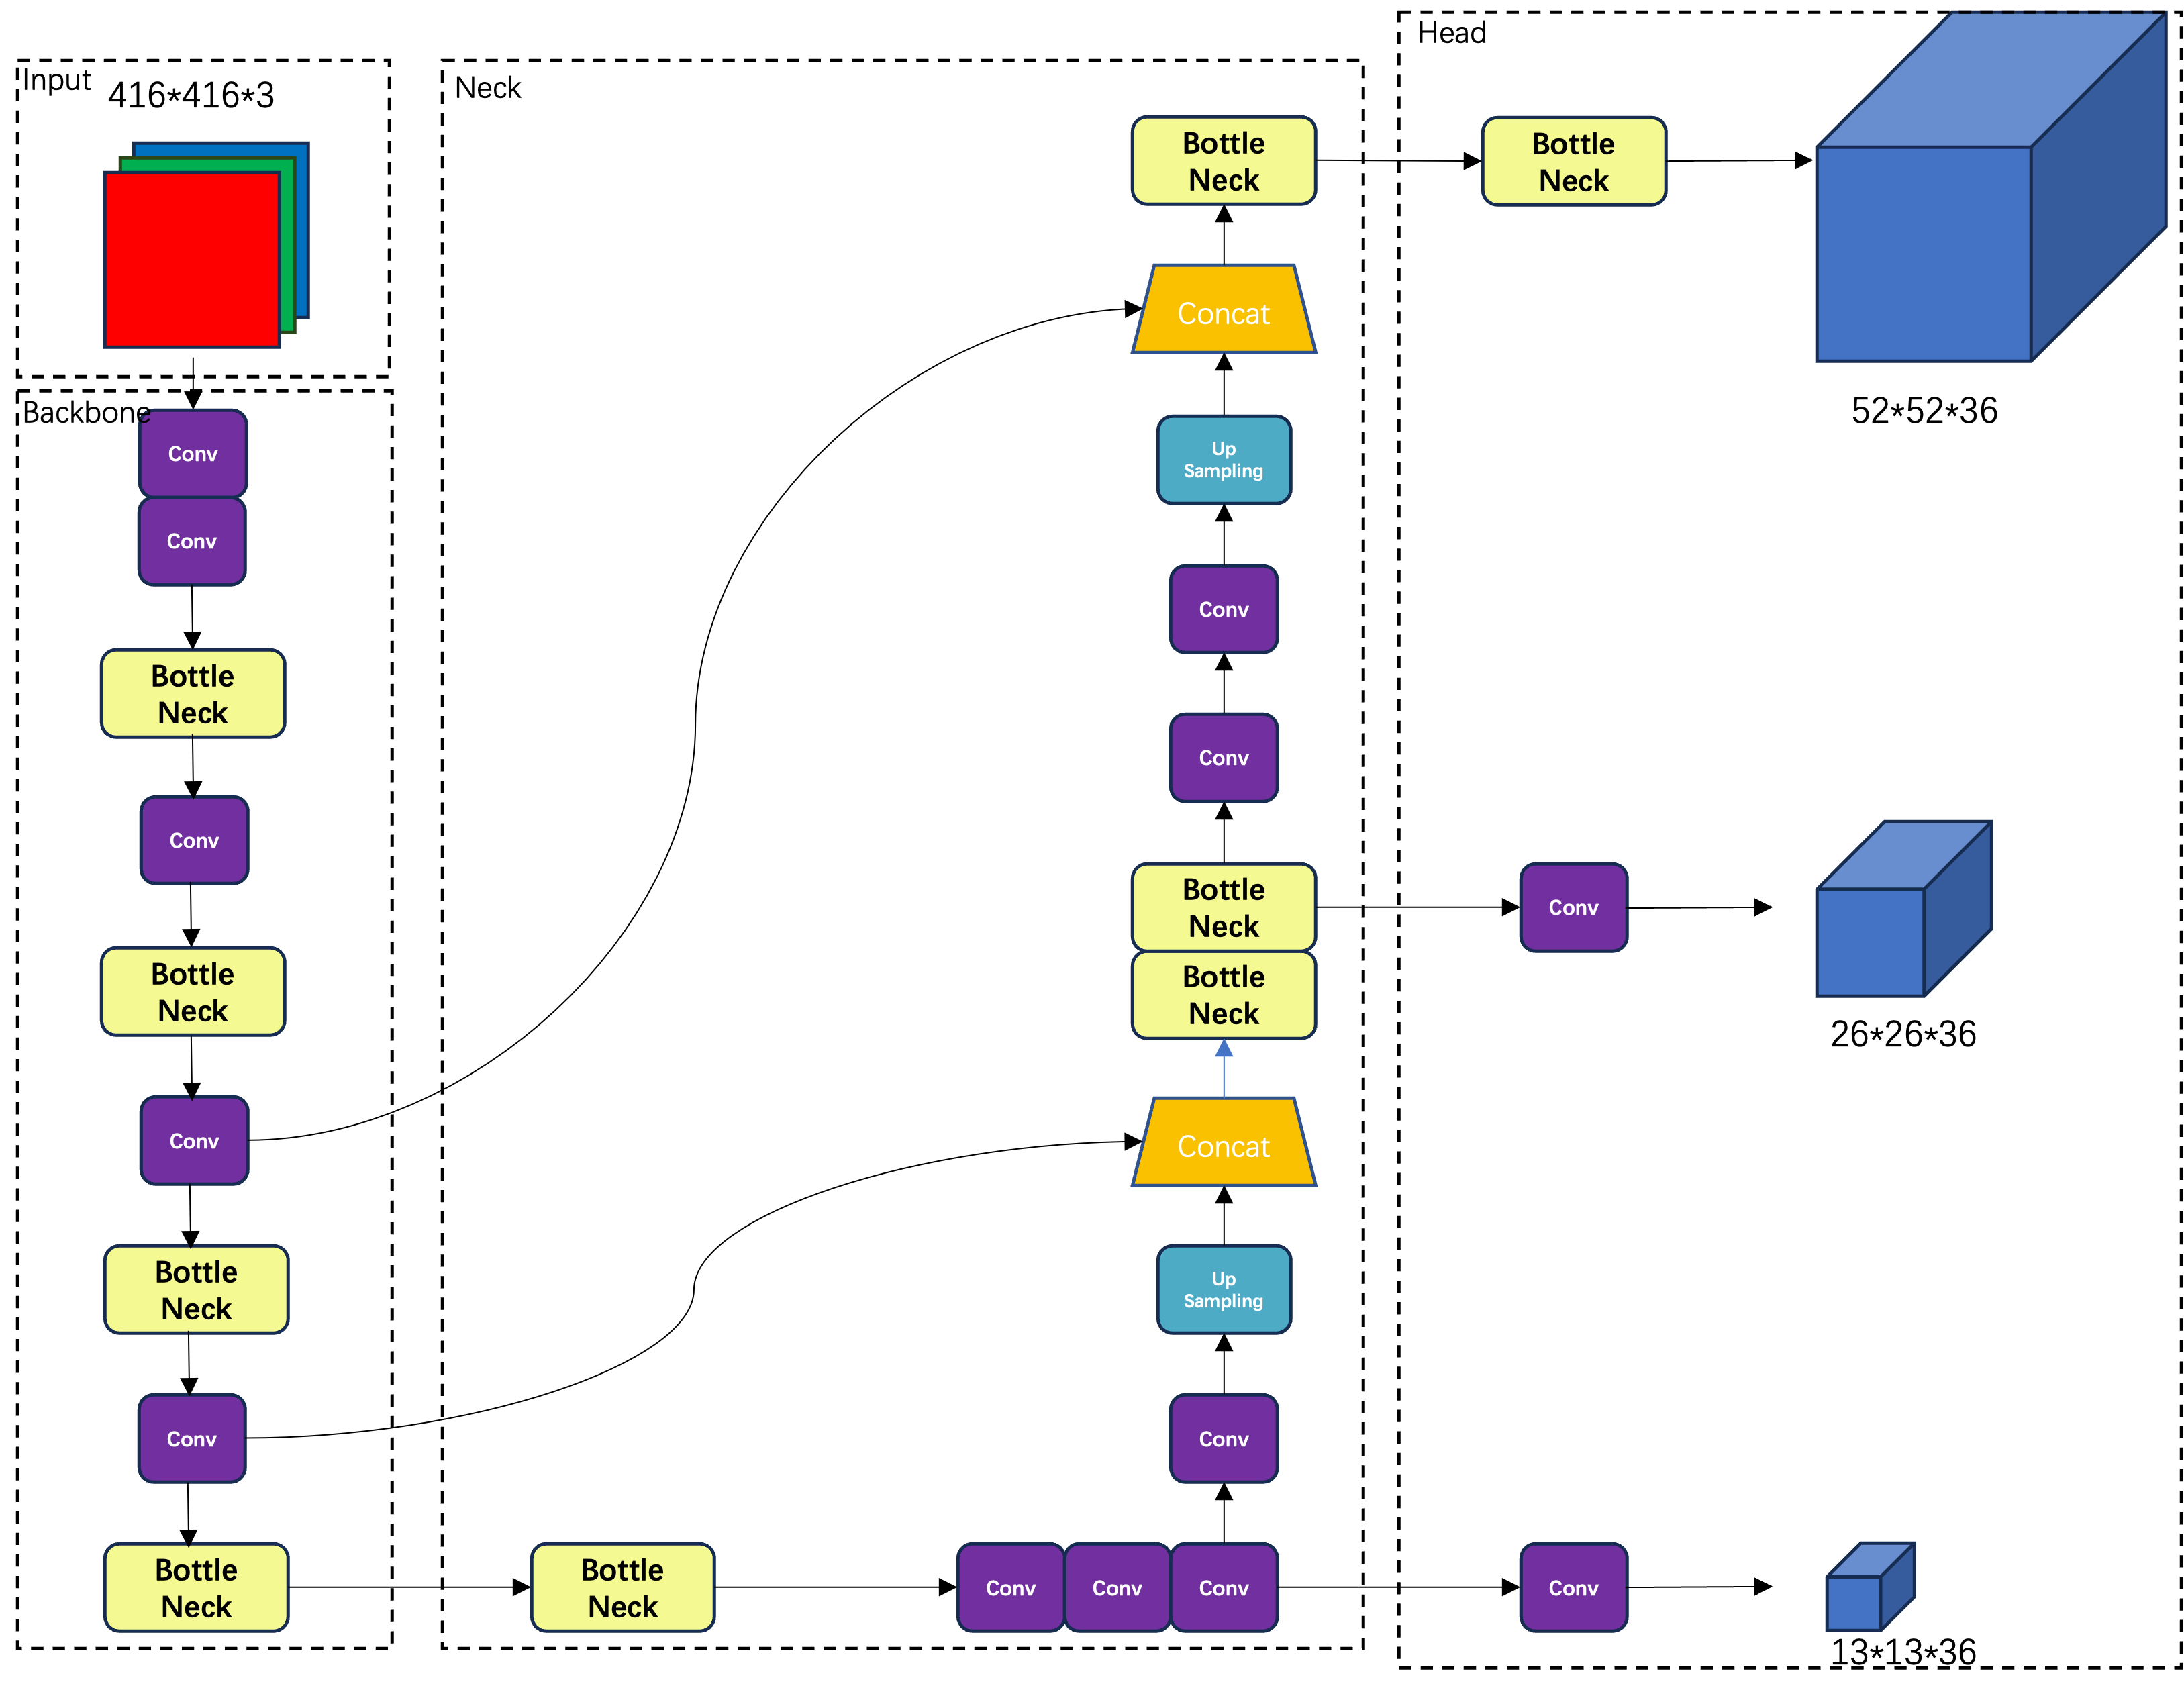 Input
416*416*3
Backbone
Conv
Conv
Bottle
Neck
Conv
Bottle
Neck
Conv
Bottle
Neck
Conv
Bottle
Neck
Neck
Bottle
Neck
Concat
Up
Sampling
Conv
Conv
Bottle
Neck
Bottle
Neck
Concat
Up
Sampling
Conv
Bottle
Neck
Conv
Conv
Conv
Head
Bottle
Neck
52*52*36
Conv
26*26*36
Conv
13*13*36